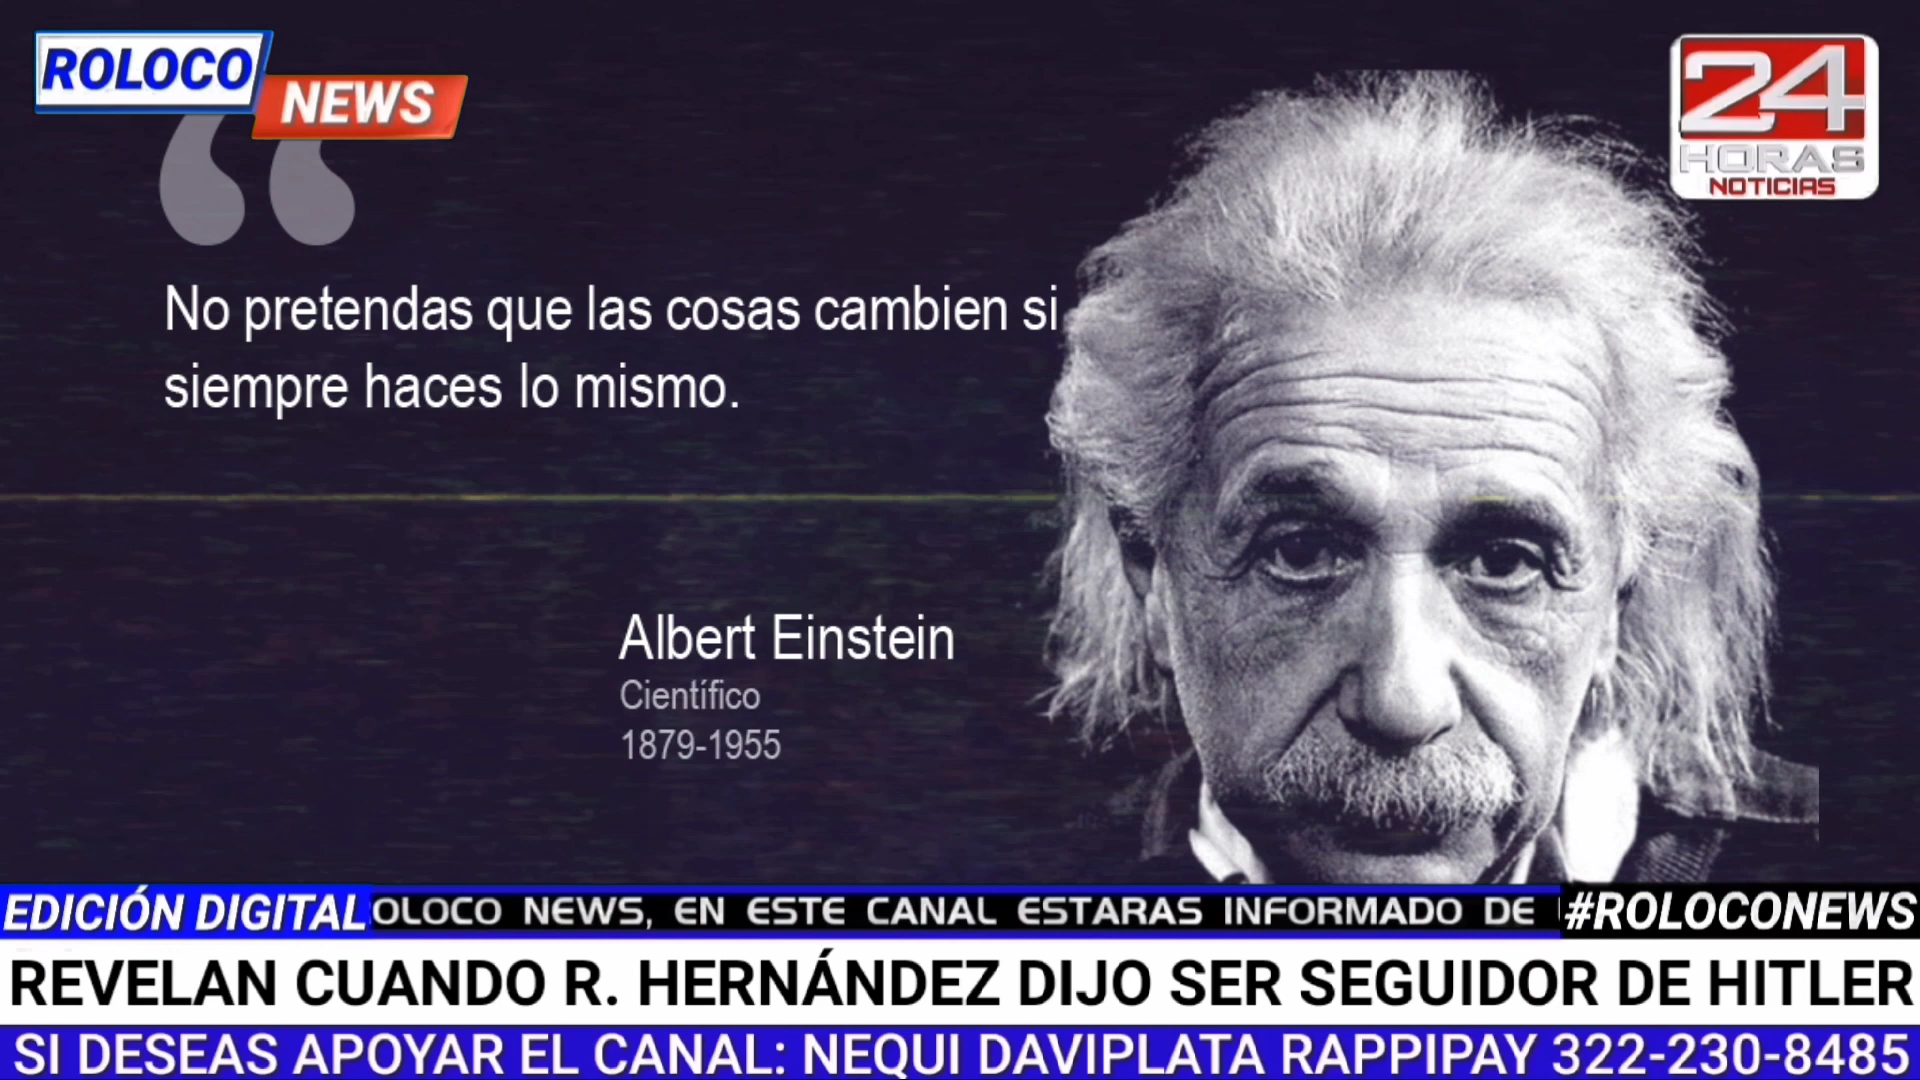 ROLOCO
NEWS
24
HORAS
NOTICIAS
No pretendas que las cosas cambien si
siempre haces lo mismo.
Albert Einstein
Científico
1879-1955
EDICIÓN DIGITAL
OLOCO NEWS, EN ESTE CANAL ESTARAS INFORMADO DE
#ROLOCONEWS
REVELAN CUANDO R. HERNÁNDEZ DIJO SER SEGUIDOR DE HITLER
SI DESEAS APOYAR EL CANAL: NEQUI DAVIPLATA RAPPIPAY 322-230-8485